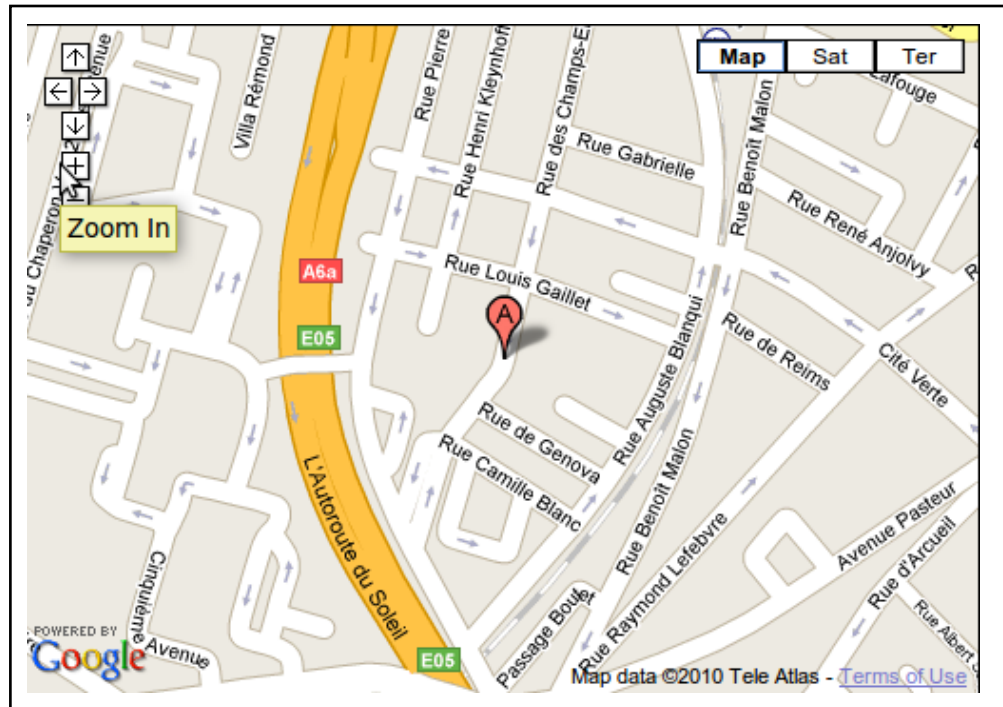 Map
Sat
Ter
Zoom In
Villa Rémond
Rue Pierre
Rue Henri Kleynhoff
Rue des Champs-E
Rue Gabrielle
Rue Benoît Malon
Lafouge
Rue René Anjolvy
A6a
E05
Rue Louis Gaillet
A
Rue Auguste Blanqui
Rue de Reims
Cité Verte
Rue de Genova
Rue Camille Blanc
Rue Benoît Malon
L'Autoroute du Soleil
Rue Raymond Lefebvre
Avenue Pasteur
Rue d'Arcueil
Rue Albert
Passage Boulet
Cinquième
Avenue
E05
POWERED BY
Google
Map data ©2010 Tele Atlas - Terms of Use